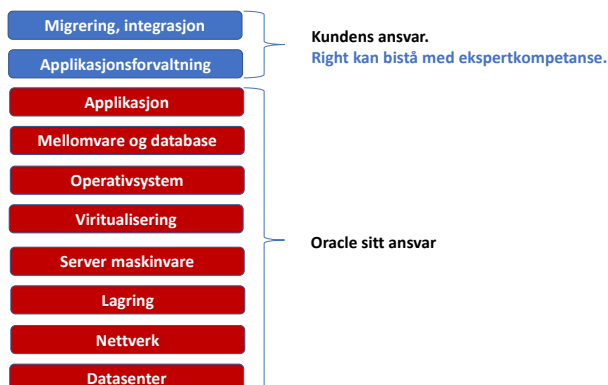 Migrering, integrasjon
Applikasjonsforvaltning
Kundens ansvar.
Right kan bistå med ekspertkompetanse.
Applikasjon
Mellomvare og database
Operativsystem
Viritualisering
Server maskinvare
Lagring
Nettverk
Datasenter
Oracle sitt ansvar